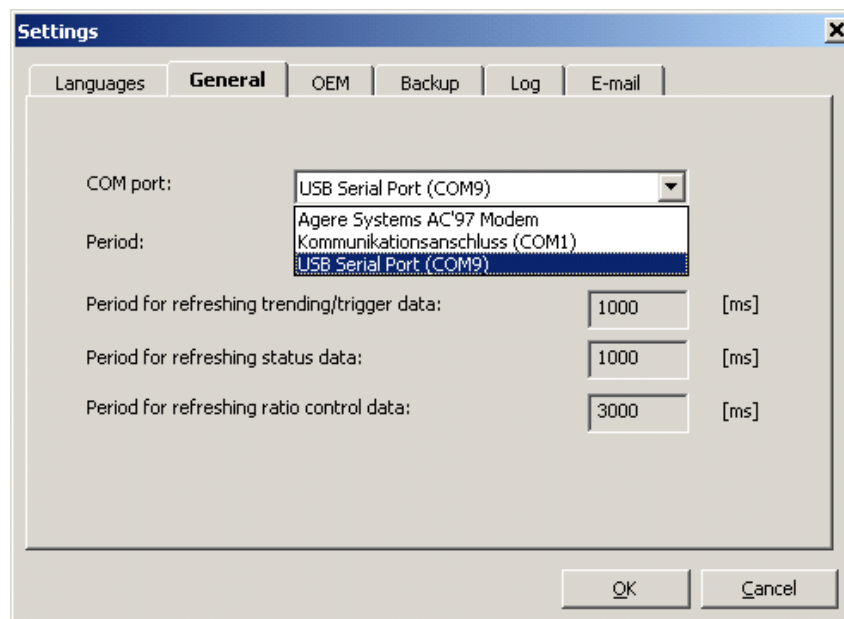 Settings
Languages General OEM Backup Log E-mail
COM port: USB Serial Port (COM9)
Agere Systems AC'97 Modem
Period: Kommunikationsanschluss (COM1)
USB Serial Port (COM9)
Period for refreshing trending/trigger data: 1000 [ms]
Period for refreshing status data: 1000 [ms]
Period for refreshing ratio control data: 3000 [ms]
OK Cancel